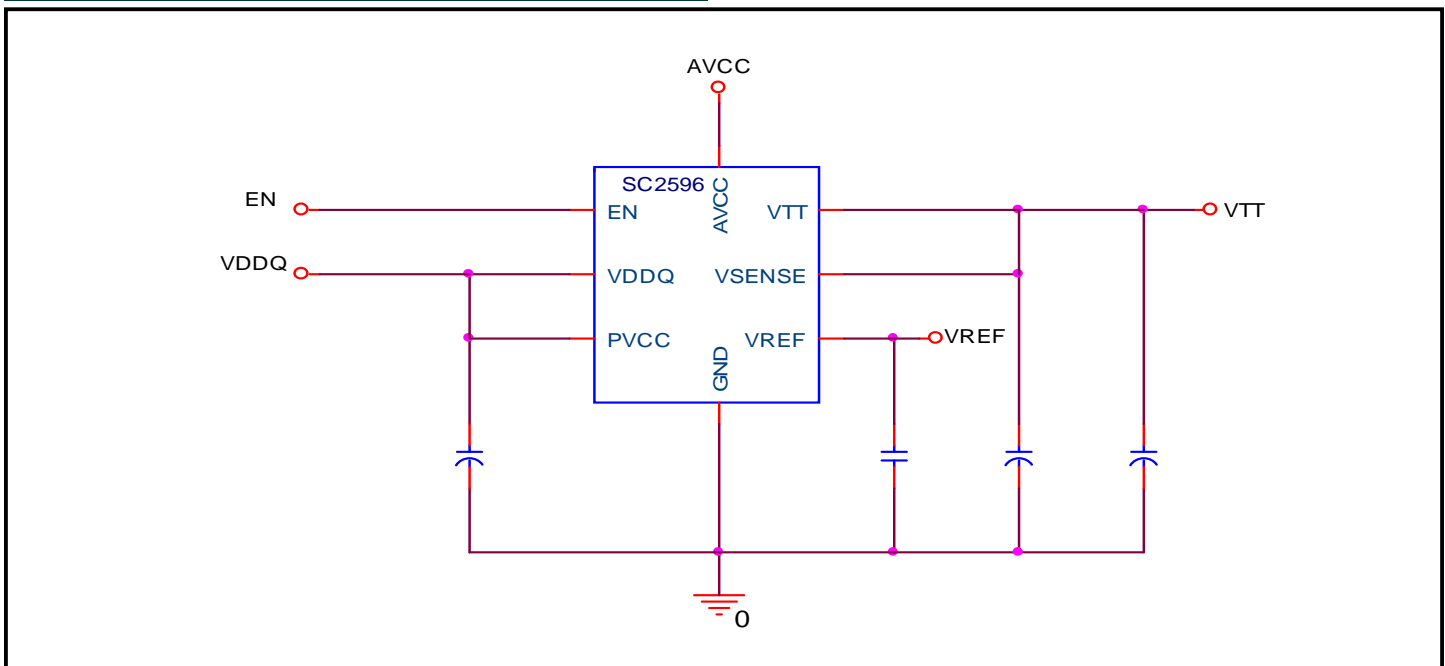 AVCC
SC2596
EN
EN
AVCC
VTT
VTT
VDDQ
VDDQ
VSENSE
PVCC
VREF
VREF
GND
0